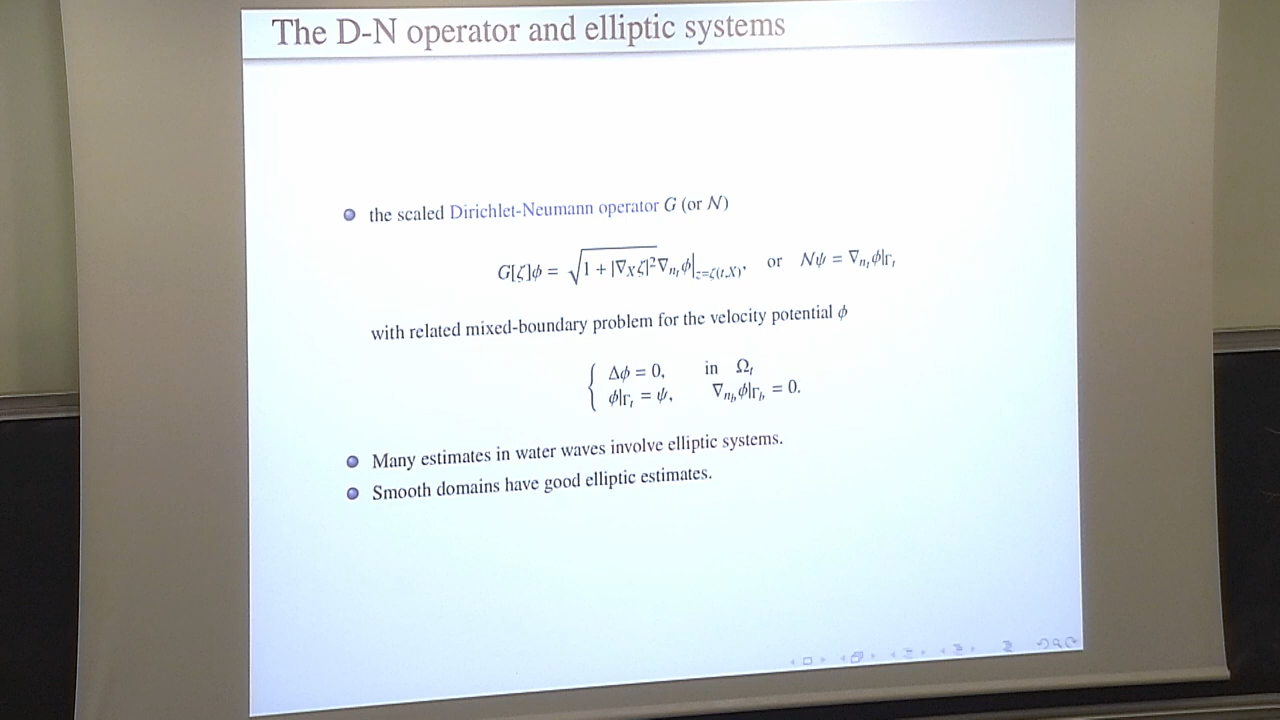 The D-N operator and elliptic systems
the scaled Dirichlet-Neumann operator G (or N)
G[ζ]ϕ = √(1 + |∇_X ζ|²) ∇_{n_t} ϕ|_{z=ζ(t,X)}, or Nψ = ∇_{n_t} ϕ|_{Γ_t}
with related mixed-boundary problem for the velocity potential ϕ
Δϕ = 0, in Ω_t
ϕ|_{Γ_t} = ψ, ∇_{n_b} ϕ|_{Γ_b} = 0.
Many estimates in water waves involve elliptic systems.
Smooth domains have good elliptic estimates.